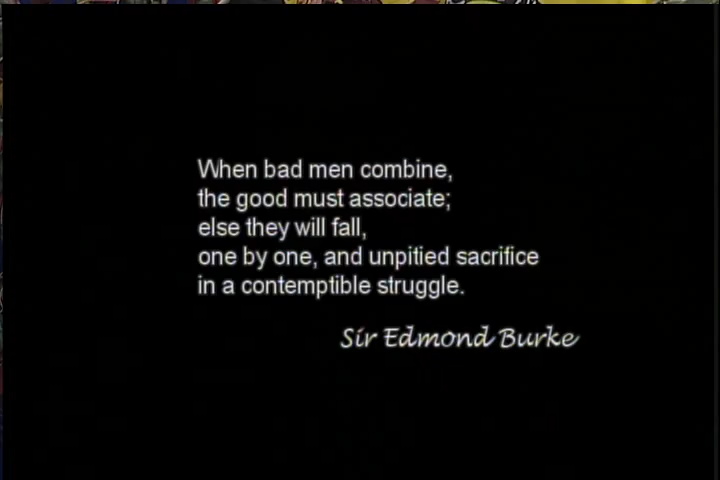 When bad men combine,
the good must associate;
else they will fall,
one by one, and unpitied sacrifice
in a contemptible struggle.
Sir Edmond Burke